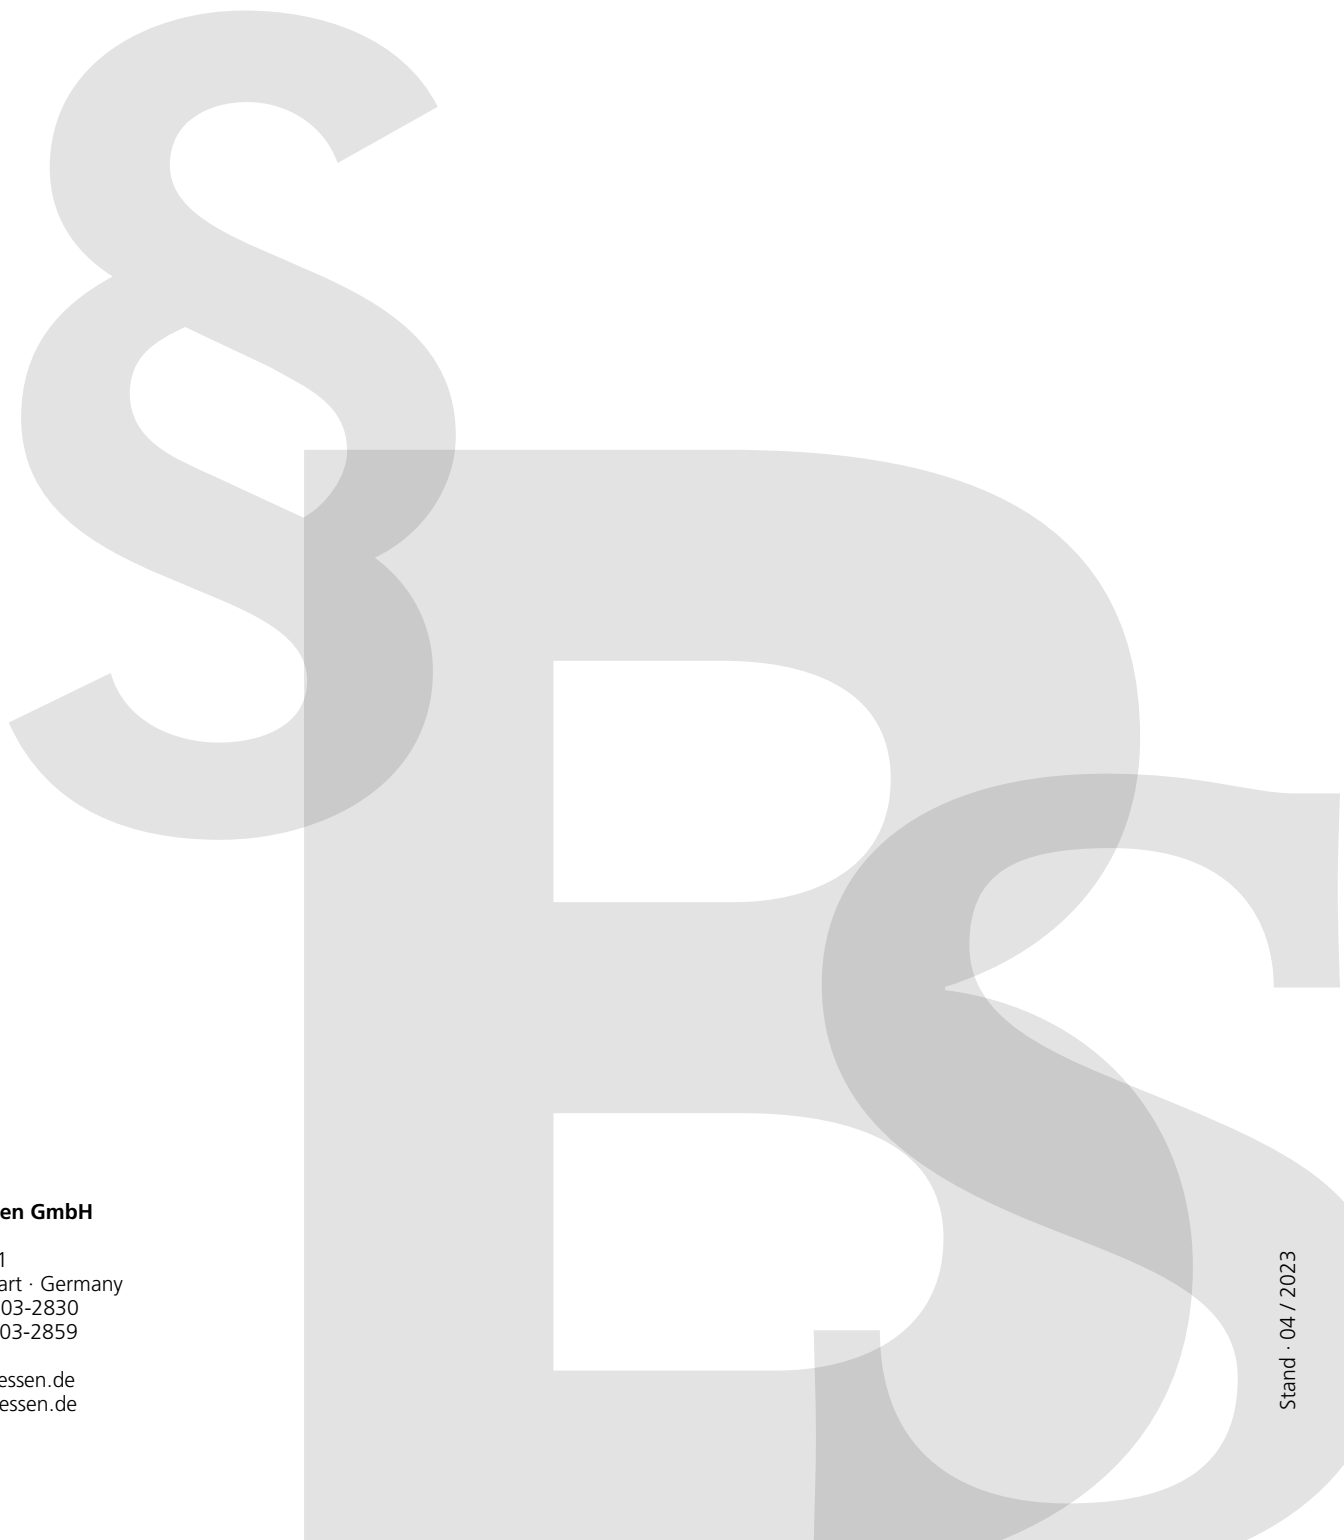 §
B
S
en GmbH
1
art · Germany
03-2830
03-2859
essen.de
essen.de
Stand · 04 / 2023